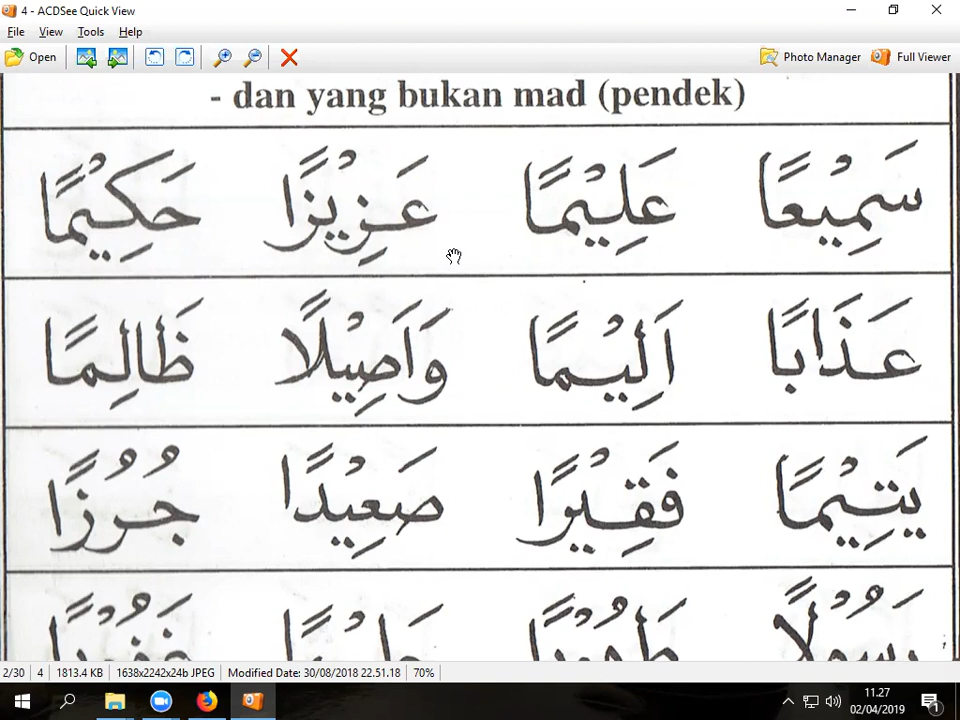 4 - ACDSee Quick View
File View Tools Help
Open Photo Manager Full Viewer
- dan yang bukan mad (pendek)
سَمِيْعًا عَلِيْمًا عَزِيْزًا حَكِيْمًا
عَذَابًا اَلِيْمًا وَاَصِيْلًا ظَالِمًا
يَتِيْمًا فَقِيْرًا صَعِيْدًا جُرُزًا
رَسُوْلًا
2/30 4 1813.4 KB 1638x2242x24b JPEG Modified Date: 30/08/2018 22.51.18 70%
11.27
02/04/2019
1